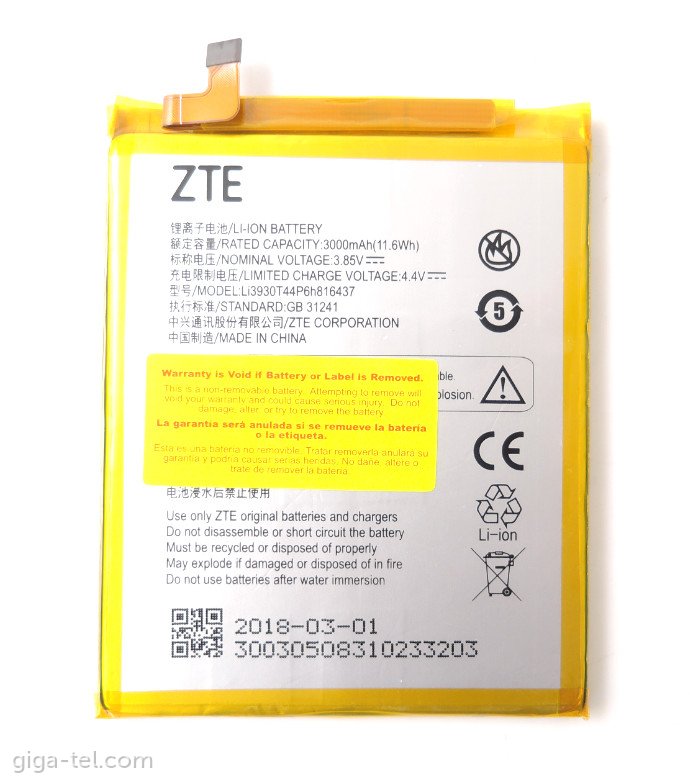 ZTE
锂离子电池/LI-ION BATTERY
额定容量/RATED CAPACITY:3000mAh(11.6Wh)
标称电压/NOMINAL VOLTAGE:3.85V
充电限制电压/LIMITED CHARGE VOLTAGE:4.4V
型号/MODEL:Li3930T44P6h816437
执行标准/STANDARD:GB 31241
中兴通讯股份有限公司/ZTE CORPORATION
中国制造/MADE IN CHINA
5
Warranty is Void if Battery or Label is Removed.
This is a non-removable battery. Attempting to remove will
void your warranty and could cause serious injury. Do not
damage, alter, or try to remove the battery.
La garantía será anulada si se remueve la batería
o la etiqueta.
Esta es una batería no removible. Tratar removerla anulará su
garantía y podría causar serias heridas. No dañe, altere o
trate de remover la batería.
ble.
plosion.
CE
电池浸水后禁止使用
Use only ZTE original batteries and chargers
Do not disassemble or short circuit the battery
Must be recycled or disposed of properly
May explode if damaged or disposed of in fire
Do not use batteries after water immersion
Li-ion
2018-03-01
30030508310233203
giga-tel.com